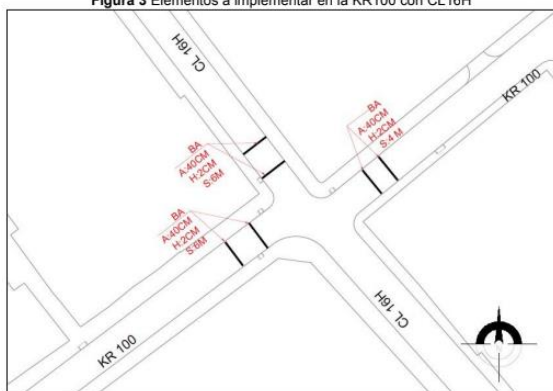 Figura 3 Elementos a implementar en la KR100 con CL16H
CL 16H
KR 100
BA
A:40CM
H:2CM
S:4 M
BA
A:40CM
H:2CM
S:6M
BA
A:40CM
H:2CM
S:6M
CL 16H
KR 100